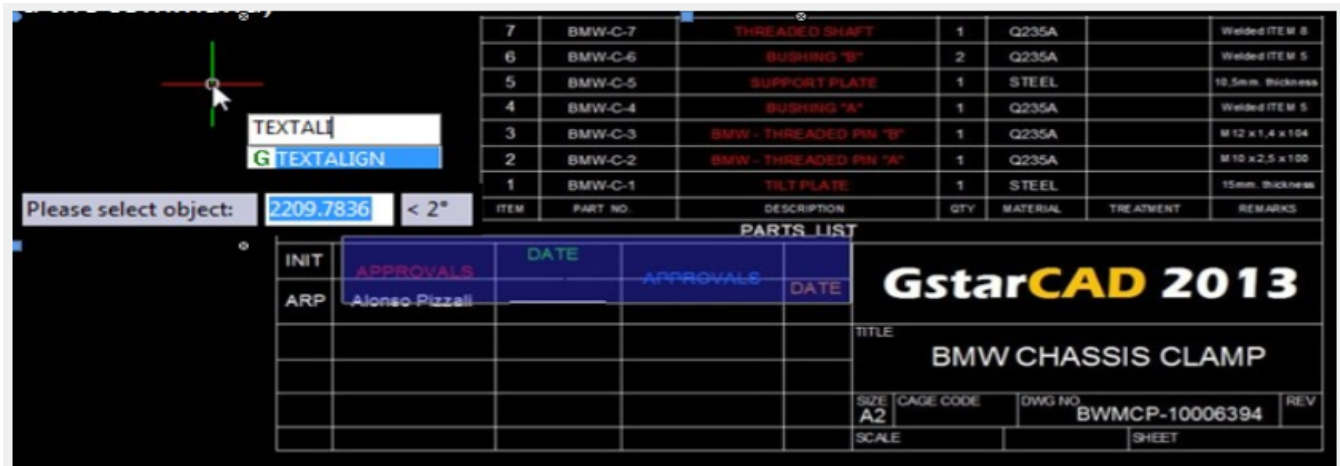 7 BMW-C-7 THREADED SHAFT 1 Q235A Welded ITEM 8
6 BMW-C-6 BUSHING "B" 2 Q235A Welded ITEM 5
5 BMW-C-5 SUPPORT PLATE 1 STEEL 10,5mm. thickness
4 BMW-C-4 BUSHING "A" 1 Q235A Welded ITEM 5
3 BMW-C-3 BMW - THREADED PIN "B" 1 Q235A M12 x 1,4 x 104
2 BMW-C-2 BMW - THREADED PIN "A" 1 Q235A M10 x 2,5 x 100
1 BMW-C-1 TILT PLATE 1 STEEL 15mm. thickness
ITEM PART NO. DESCRIPTION QTY MATERIAL TREATMENT REMARKS
PARTS LIST
TEXTALI
G TEXTALIGN
Please select object: 2209.7836 < 2°
INIT APPROVALS DATE APPROVALS DATE
ARP Alonso Pizzali
GstarCAD 2013
TITLE
BMW CHASSIS CLAMP
SIZE CAGE CODE DWG NO REV
A2 BWMCP-10006394
SCALE SHEET